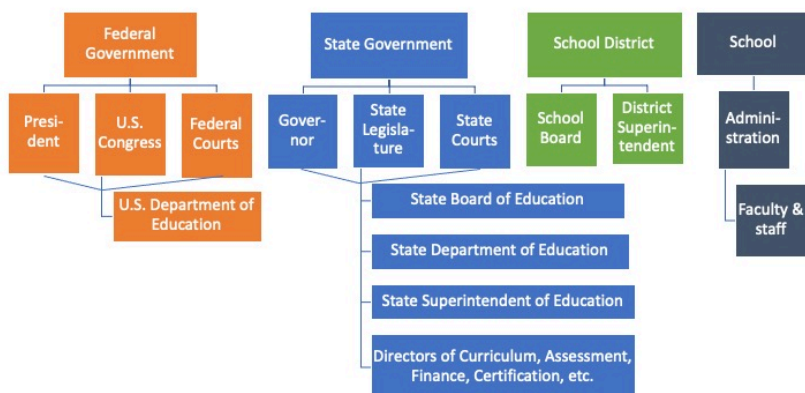 Federal
Government
State Government
School District
School
Presi-
dent
U.S.
Congress
Federal
Courts
Gover-
nor
State
Legisla-
ture
State
Courts
School
Board
District
Superin-
tendent
Admini-
stration
U.S. Department of
Education
State Board of Education
Faculty &
staff
State Department of Education
State Superintendent of Education
Directors of Curriculum, Assessment,
Finance, Certification, etc.